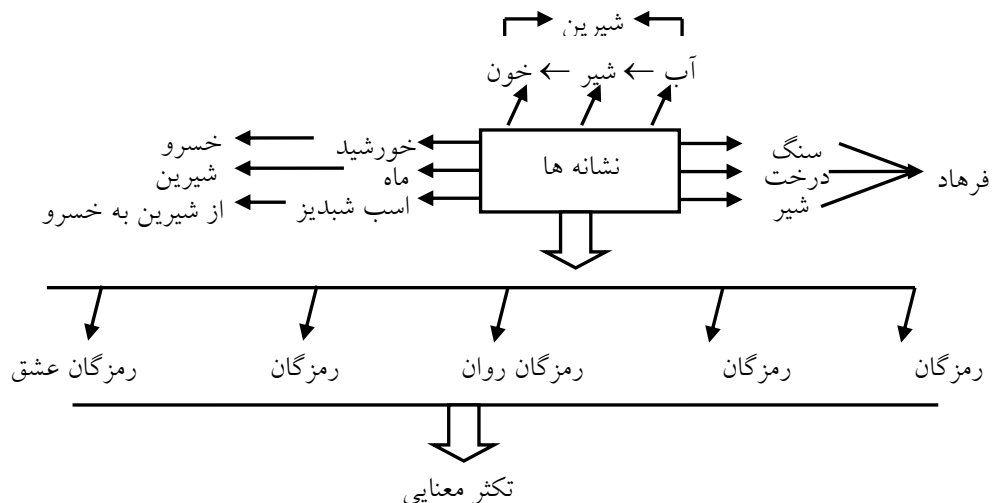 شیرین
آب ← شیر ← خون
سنگ
درخت
شیر
فرهاد
نشانه ها
خورشید
ماه
اسب شبدیز
خسرو
شیرین
از شیرین به خسرو
رمزگان
رمزگان
رمزگان روان
رمزگان
رمزگان عشق
تکثر معنایی